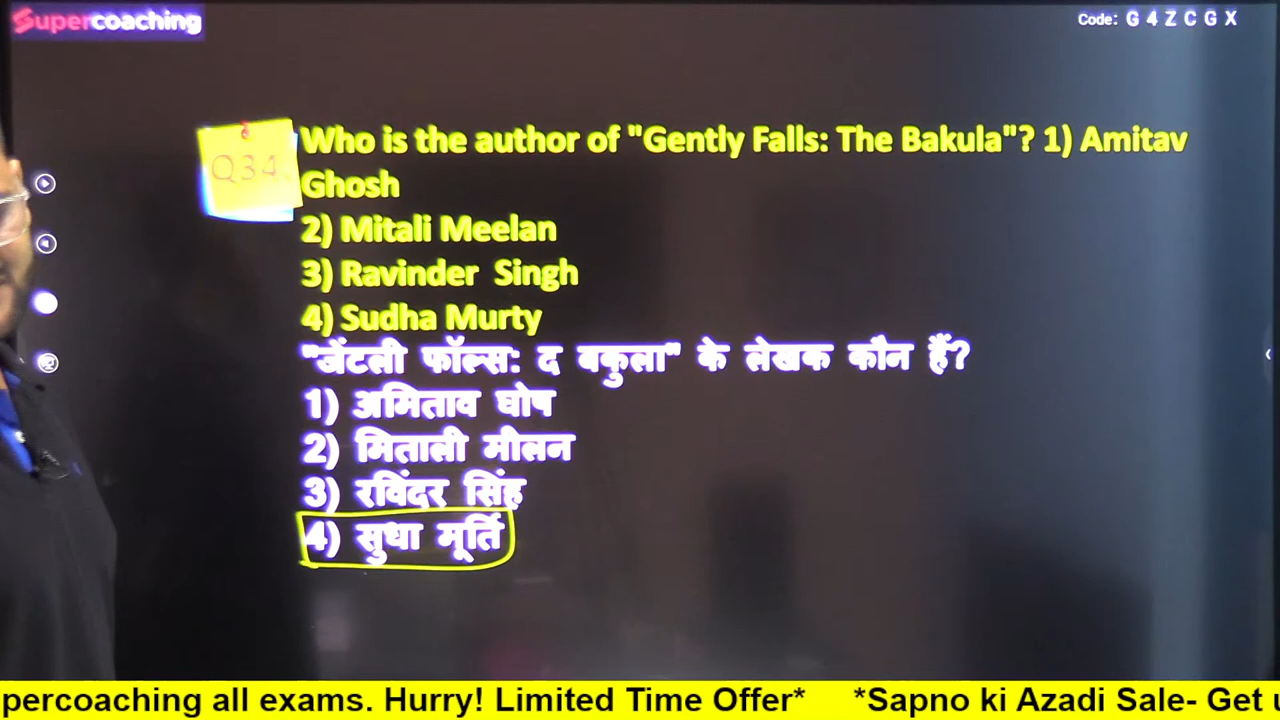 Supercoaching
Code: G 4 Z C G X
Q34
Who is the author of "Gently Falls: The Bakula"? 1) Amitav
Ghosh
2) Mitali Meelan
3) Ravinder Singh
4) Sudha Murty
"जेंटली फॉल्स: द बकुला" के लेखक कौन हैं?
1) अमिताव घोष
2) मिताली मीलन
3) रविंदर सिंह
4) सुधा मूर्ति
percoaching all exams. Hurry! Limited Time Offer* *Sapno ki Azadi Sale- Get u